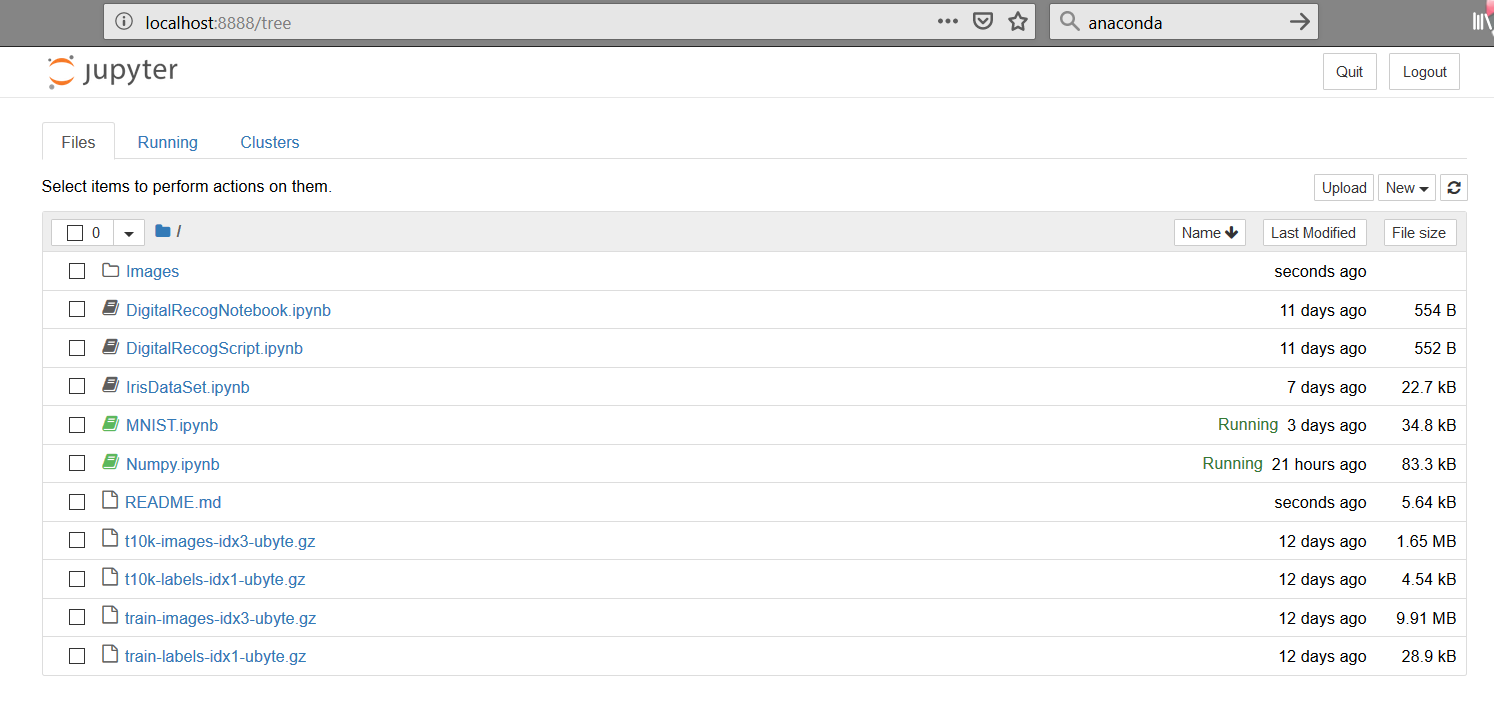 localhost:8888/tree ••• anaconda
jupyter Quit Logout
Files Running Clusters
Select items to perform actions on them. Upload New
0 / Name Last Modified File size
Images seconds ago
DigitalRecogNotebook.ipynb 11 days ago 554 B
DigitalRecogScript.ipynb 11 days ago 552 B
IrisDataSet.ipynb 7 days ago 22.7 kB
MNIST.ipynb Running 3 days ago 34.8 kB
Numpy.ipynb Running 21 hours ago 83.3 kB
README.md seconds ago 5.64 kB
t10k-images-idx3-ubyte.gz 12 days ago 1.65 MB
t10k-labels-idx1-ubyte.gz 12 days ago 4.54 kB
train-images-idx3-ubyte.gz 12 days ago 9.91 MB
train-labels-idx1-ubyte.gz 12 days ago 28.9 kB